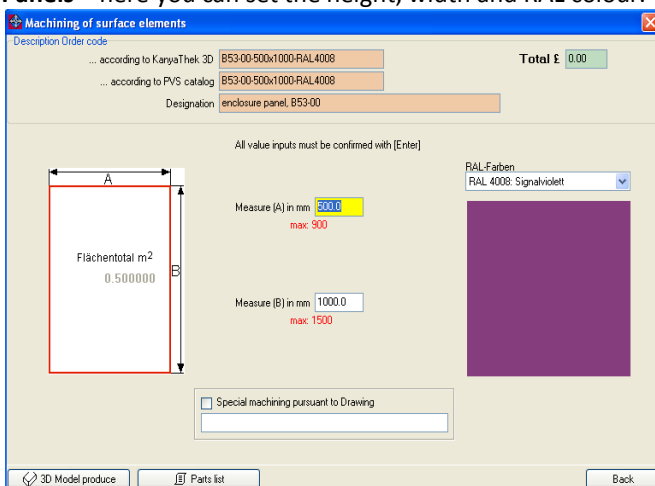 Panels – here you can set the height, width and RAL colour.
Machining of surface elements
Description Order code
... according to KanyaThek 3D B53-00-500x1000-RAL4008 Total £ 0.00
... according to PVS catalog B53-00-500x1000-RAL4008
Designation enclosure panel, B53-00
All value inputs must be confirmed with [Enter]
RAL-Farben
RAL 4008: Signalviolett
A
Measure (A) in mm 500.0
max: 900
Flächentotal m2
0.500000
B
Measure (B) in mm 1000.0
max: 1500
Special machining pursuant to Drawing
3D Model produce Parts list Back